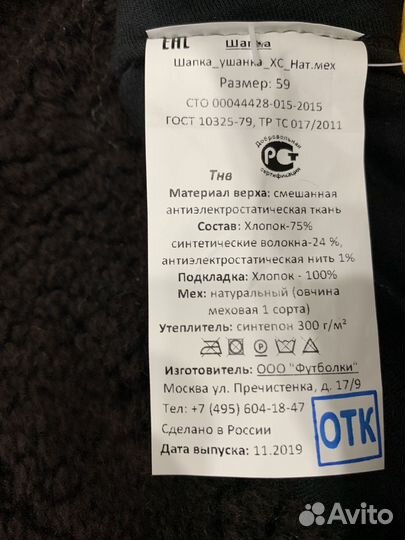 ЕАС Шапка
Шапка_ушанка_ХС_Нат.мех
Размер: 59
СТО 00044428-015-2015
ГОСТ 10325-79, ТР ТС 017/2011
Добровольная
РСТ
сертификация
Тнв
Материал верха: смешанная
антиэлектростатическая ткань
Состав: Хлопок-75%
синтетические волокна-24 %,
антиэлектростатическая нить 1%
Подкладка: Хлопок - 100%
Мех: натуральный (овчина
меховая 1 сорта)
Утеплитель: синтепон 300 г/м²
Изготовитель: ООО "Футболки"
Москва ул. Пречистенка, д. 17/9
Тел: +7 (495) 604-18-47
Сделано в России
Дата выпуска: 11.2019
ОТК
Avito